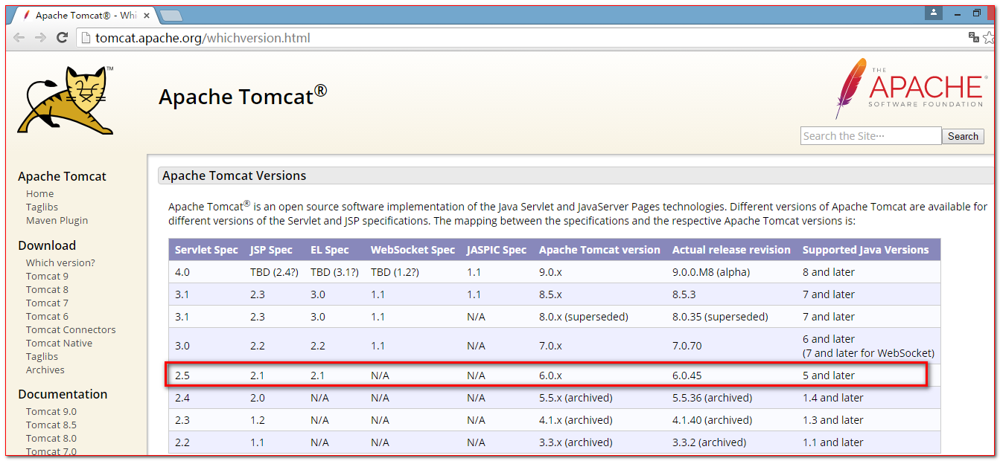 Apache Tomcat® - Whi
tomcat.apache.org/whichversion.html
TM
Apache Tomcat®
THE
APACHE®
SOFTWARE FOUNDATION
Search the Site···
Search
Apache Tomcat
Home
Taglibs
Maven Plugin
Download
Which version?
Tomcat 9
Tomcat 8
Tomcat 7
Tomcat 6
Tomcat Connectors
Tomcat Native
Taglibs
Archives
Documentation
Tomcat 9.0
Tomcat 8.5
Tomcat 8.0
Tomcat 7.0
Apache Tomcat Versions
Apache Tomcat® is an open source software implementation of the Java Servlet and JavaServer Pages technologies. Different versions of Apache Tomcat are available for
different versions of the Servlet and JSP specifications. The mapping between the specifications and the respective Apache Tomcat versions is:
Servlet Spec JSP Spec EL Spec WebSocket Spec JASPIC Spec Apache Tomcat version Actual release revision Supported Java Versions
4.0 TBD (2.4?) TBD (3.1?) TBD (1.2?) 1.1 9.0.x 9.0.0.M8 (alpha) 8 and later
3.1 2.3 3.0 1.1 1.1 8.5.x 8.5.3 7 and later
3.1 2.3 3.0 1.1 N/A 8.0.x (superseded) 8.0.35 (superseded) 7 and later
3.0 2.2 2.2 1.1 N/A 7.0.x 7.0.70 6 and later
(7 and later for WebSocket)
2.5 2.1 2.1 N/A N/A 6.0.x 6.0.45 5 and later
2.4 2.0 N/A N/A N/A 5.5.x (archived) 5.5.36 (archived) 1.4 and later
2.3 1.2 N/A N/A N/A 4.1.x (archived) 4.1.40 (archived) 1.3 and later
2.2 1.1 N/A N/A N/A 3.3.x (archived) 3.3.2 (archived) 1.1 and later